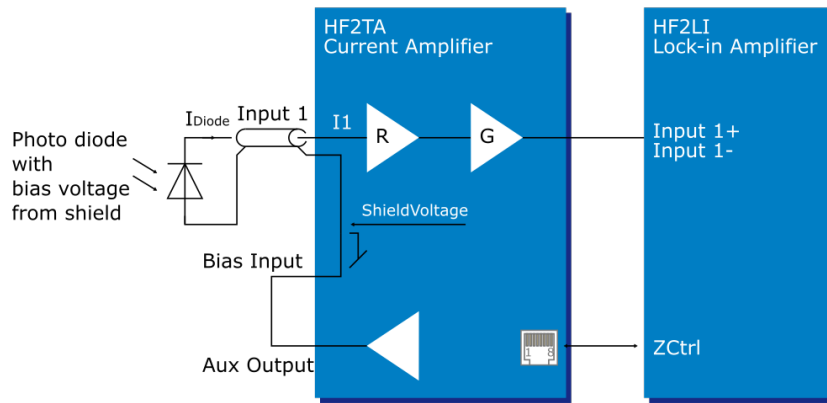 HF2TA
Current Amplifier
HF2LI
Lock-in Amplifier
IDiode
Input 1
I1
R
G
Input 1+
Input 1-
Photo diode
with
bias voltage
from shield
ShieldVoltage
Bias Input
Aux Output
1 8
ZCtrl